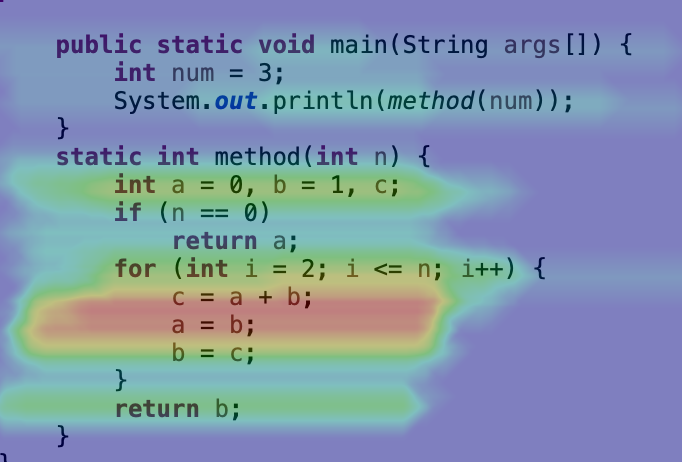 public static void main(String args[]) {
int num = 3;
System.out.println(method(num));
}
static int method(int n) {
int a = 0, b = 1, c;
if (n == 0)
return a;
for (int i = 2; i <= n; i++) {
c = a + b;
a = b;
b = c;
}
return b;
}
}